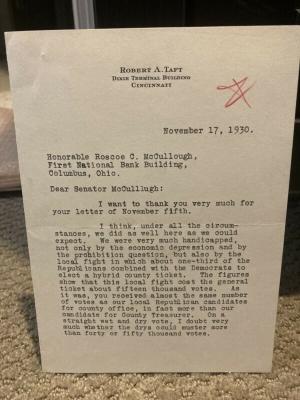 ROBERT A. TAFT
DIXIE TERMINAL BUILDING
CINCINNATI
November 17, 1930.
Honorable Roscoe C. McCullough,
First National Bank Building,
Columbus, Ohio.
Dear Senator McCulllugh:
I want to thank you very much for
your letter of November fifth.
I think, under all the circum-
stances, we did as well here as we could
expect. We were very much handicapped,
not only by the economic depression and by
the prohibition question, but also by the
local fight in which about one-third of the
Republicans combined with the Democrats to
elect a hybrid county ticket. The figures
show that this local fight cost the general
ticket about fifteen thousand votes. As
it was, you received almost the same number
of votes as our local Republican candidates
for county office, in fact more than our
candidate for County Treasurer. On a
straight wet and dry vote, I doubt very
much whether the drys could muster more
than forty or fifty thousand votes.